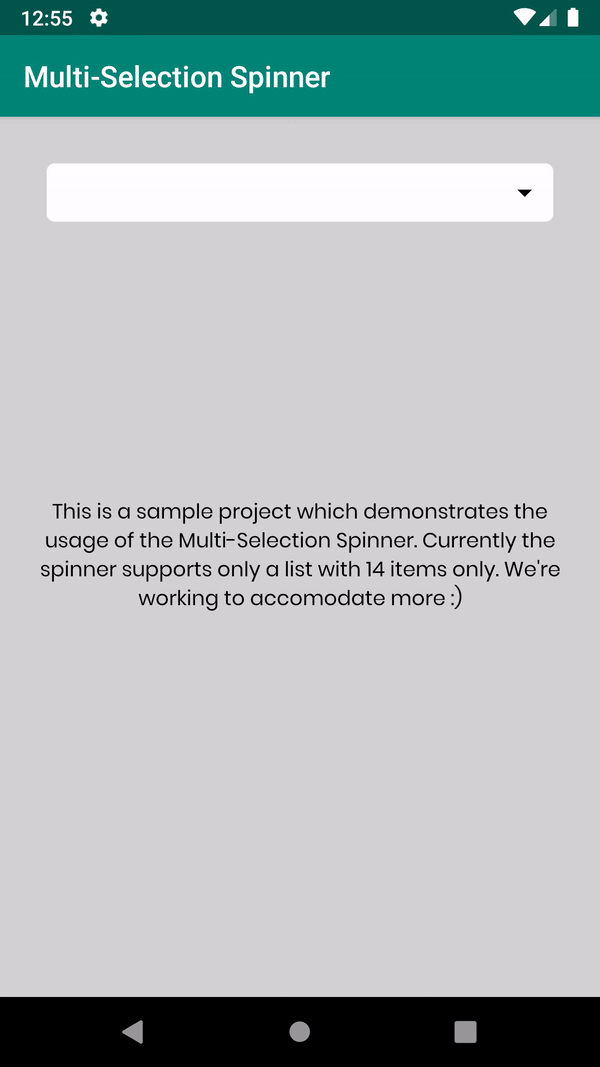 12:55
Multi-Selection Spinner
This is a sample project which demonstrates the
usage of the Multi-Selection Spinner. Currently the
spinner supports only a list with 14 items only. We're
working to accomodate more :)